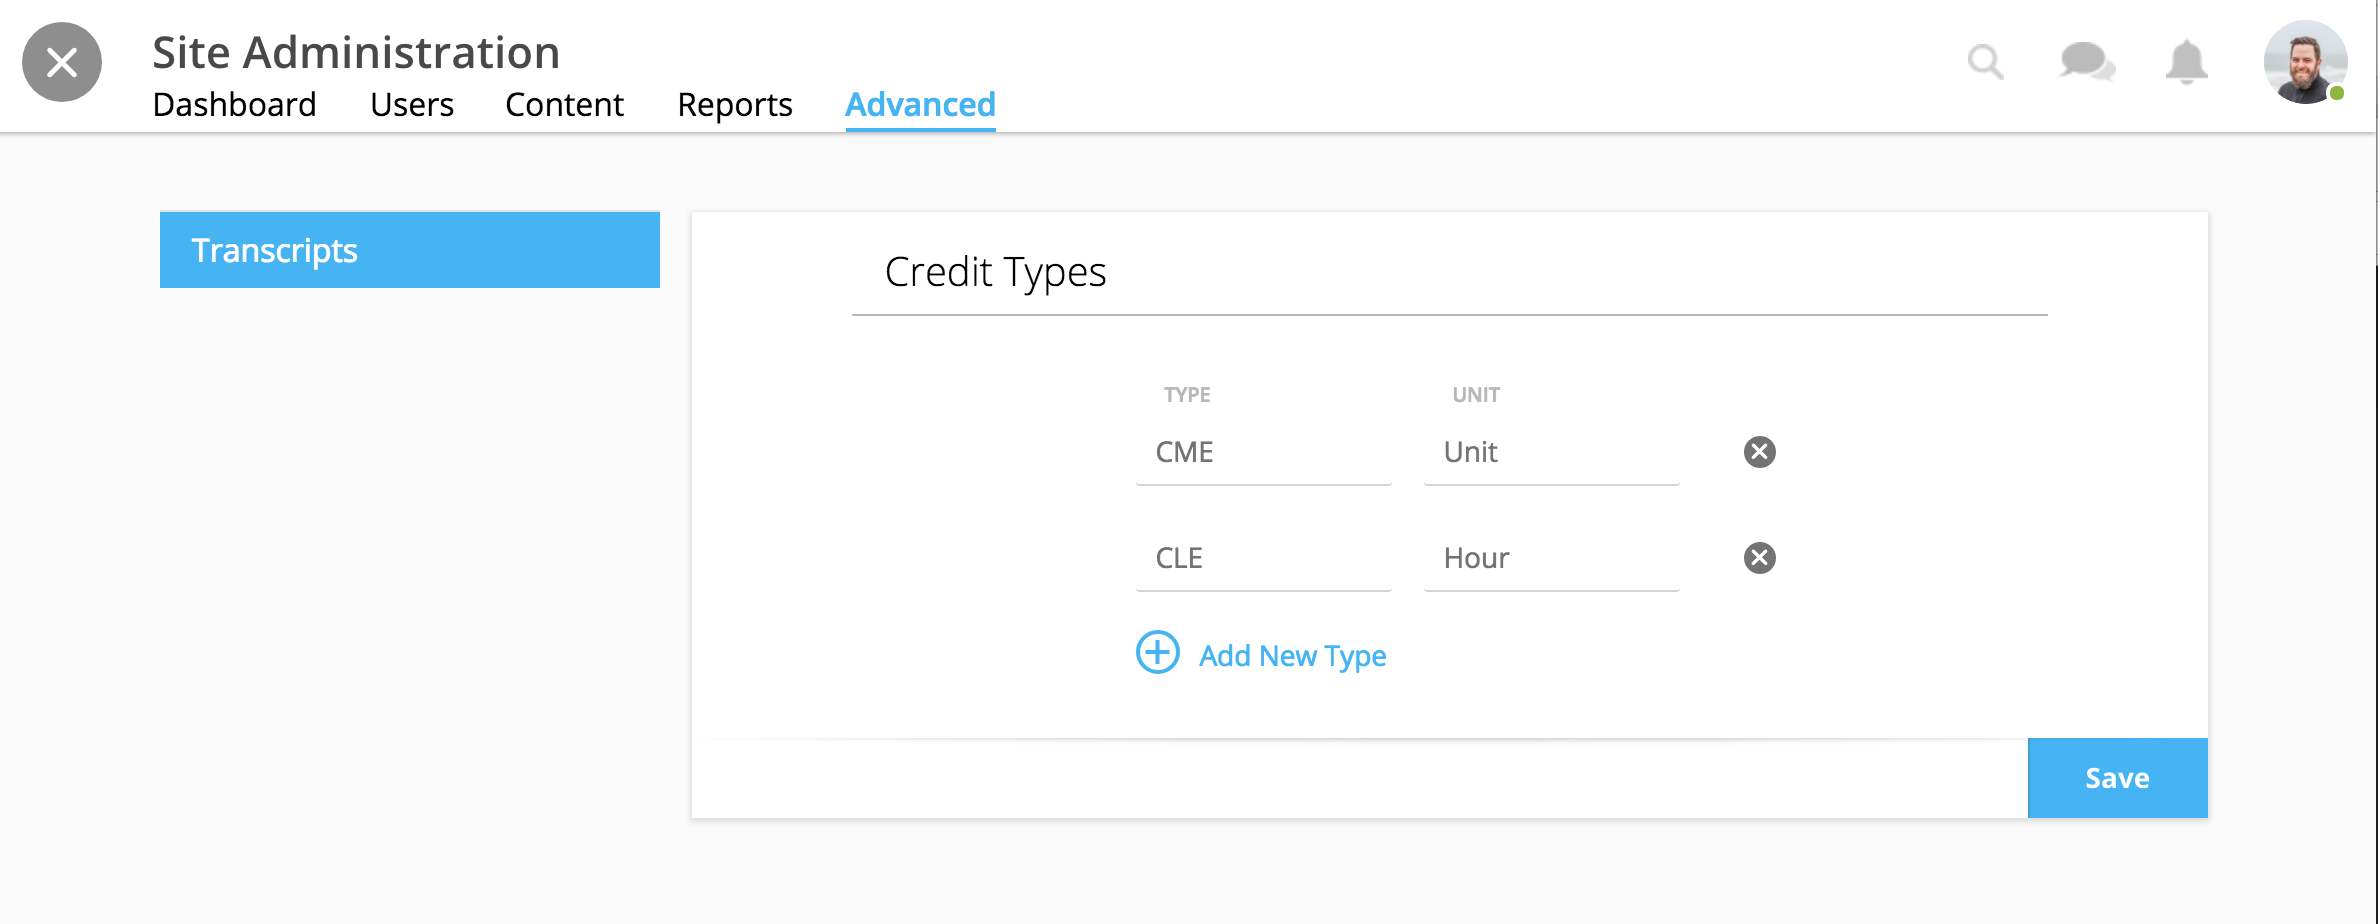 Site Administration
Dashboard Users Content Reports Advanced
Transcripts
Credit Types
TYPE UNIT
CME Unit
CLE Hour
Add New Type
Save